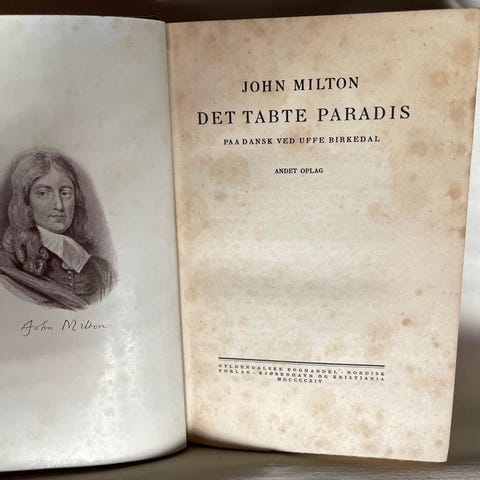 John Milton
JOHN MILTON
DET TABTE PARADIS
PAA DANSK VED UFFE BIRKEDAL
ANDET OPLAG
GYLDENDALSKE BOGHANDEL · NORDISK
FORLAG · KJØBENHAVN OG KRISTIANIA
MDCCCCXIV